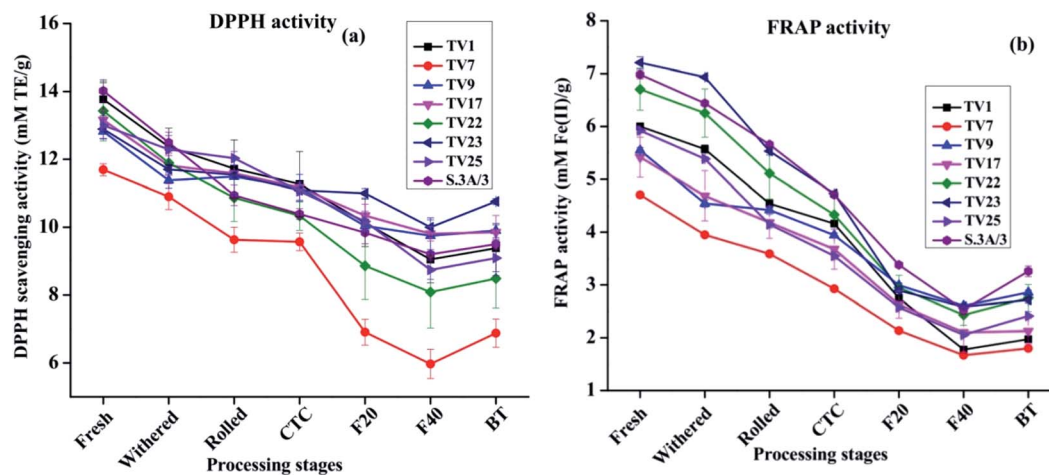 DPPH activity
(a)
DPPH scavenging activity (mM TE/g)
16
14
12
10
8
6
TV1
TV7
TV9
TV17
TV22
TV23
TV25
S.3A/3
Fresh
Withered
Rolled
CTC
F20
F40
BT
Processing stages
FRAP activity
(b)
FRAP activity (mM Fe(II)/g)
8
7
6
5
4
3
2
1
TV1
TV7
TV9
TV17
TV22
TV23
TV25
S.3A/3
Fresh
Withered
Rolled
CTC
F20
F40
BT
Processing stages